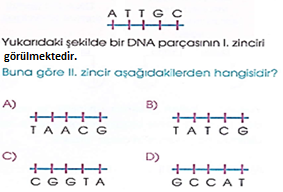 A T T G C
Yukarıdaki şekilde bir DNA parçasının I. zinciri
görülmektedir.
Buna göre II. zincir aşağıdakilerden hangisidir?
A)
T A A C G
B)
T A T C G
C)
C G G T A
D)
G C C A T